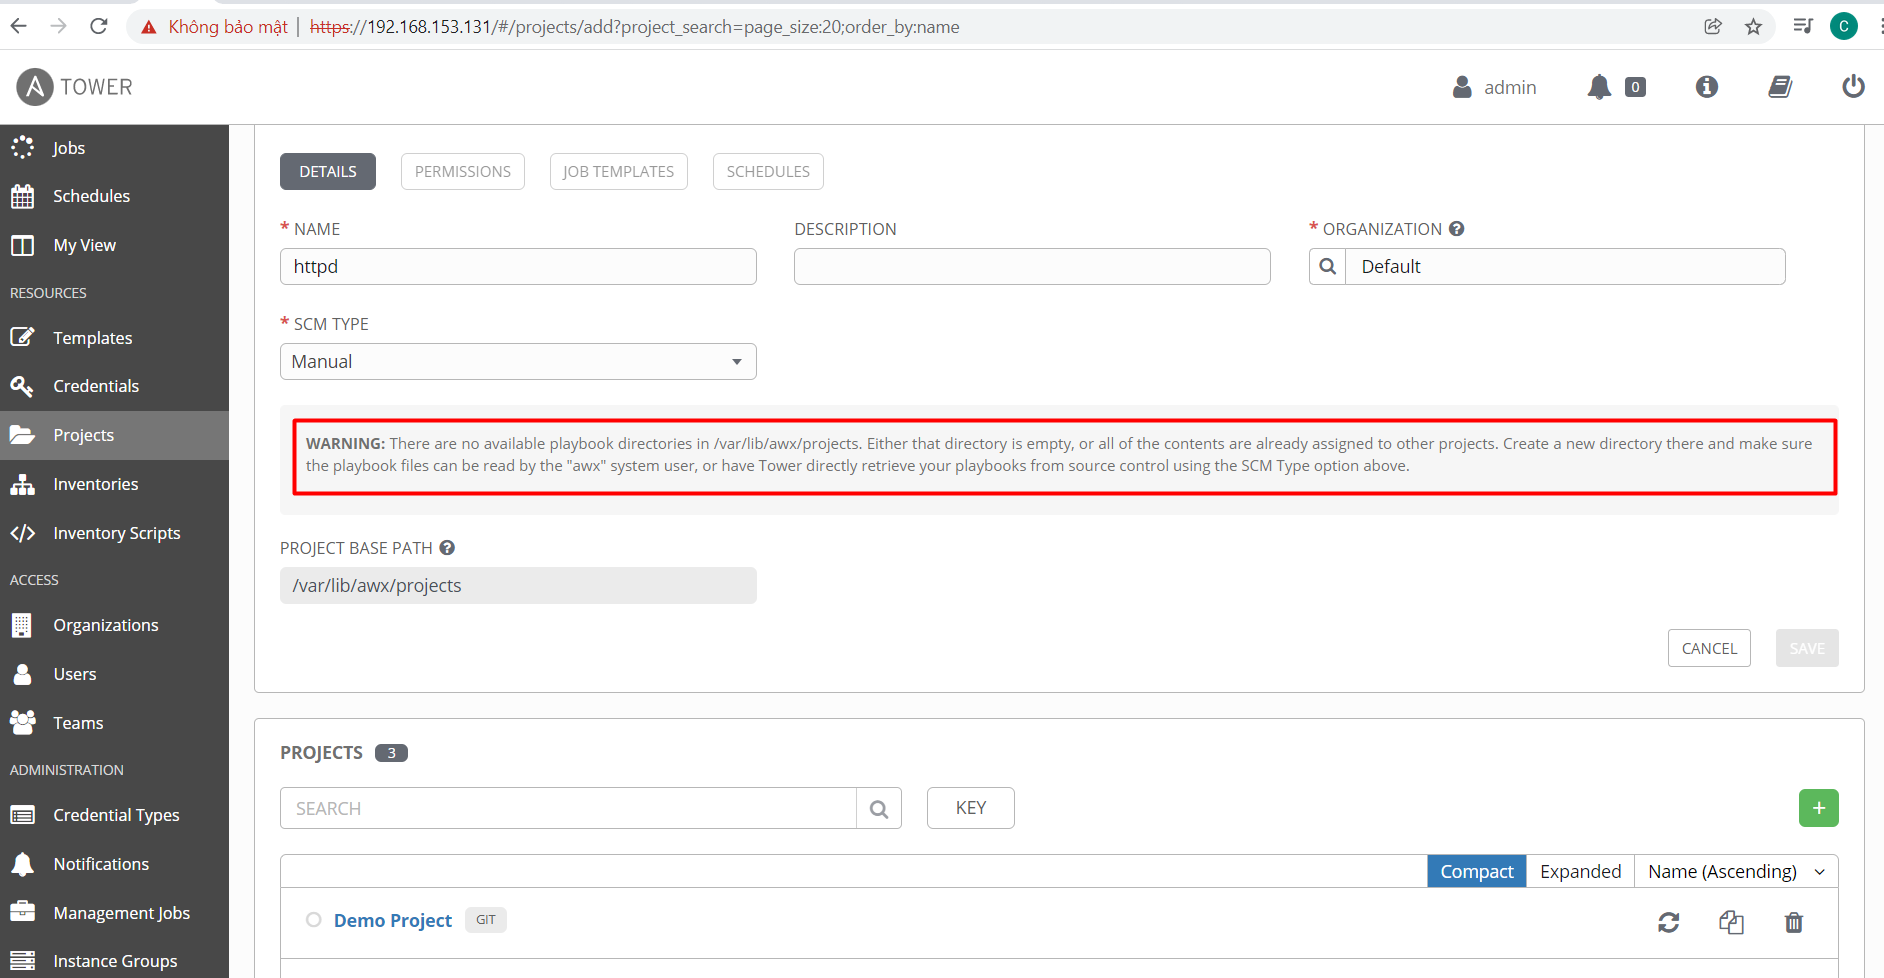 Không bảo mật | https://192.168.153.131/#/projects/add?project_search=page_size:20;order_by:name
C
TOWER
admin
0
Jobs
Schedules
My View
RESOURCES
Templates
Credentials
Projects
Inventories
Inventory Scripts
ACCESS
Organizations
Users
Teams
ADMINISTRATION
Credential Types
Notifications
Management Jobs
Instance Groups
DETAILS
PERMISSIONS
JOB TEMPLATES
SCHEDULES
* NAME
httpd
DESCRIPTION
* ORGANIZATION
Default
* SCM TYPE
Manual
WARNING: There are no available playbook directories in /var/lib/awx/projects. Either that directory is empty, or all of the contents are already assigned to other projects. Create a new directory there and make sure
the playbook files can be read by the "awx" system user, or have Tower directly retrieve your playbooks from source control using the SCM Type option above.
PROJECT BASE PATH
/var/lib/awx/projects
CANCEL
SAVE
PROJECTS 3
SEARCH
KEY
+
Compact
Expanded
Name (Ascending)
Demo Project
GIT